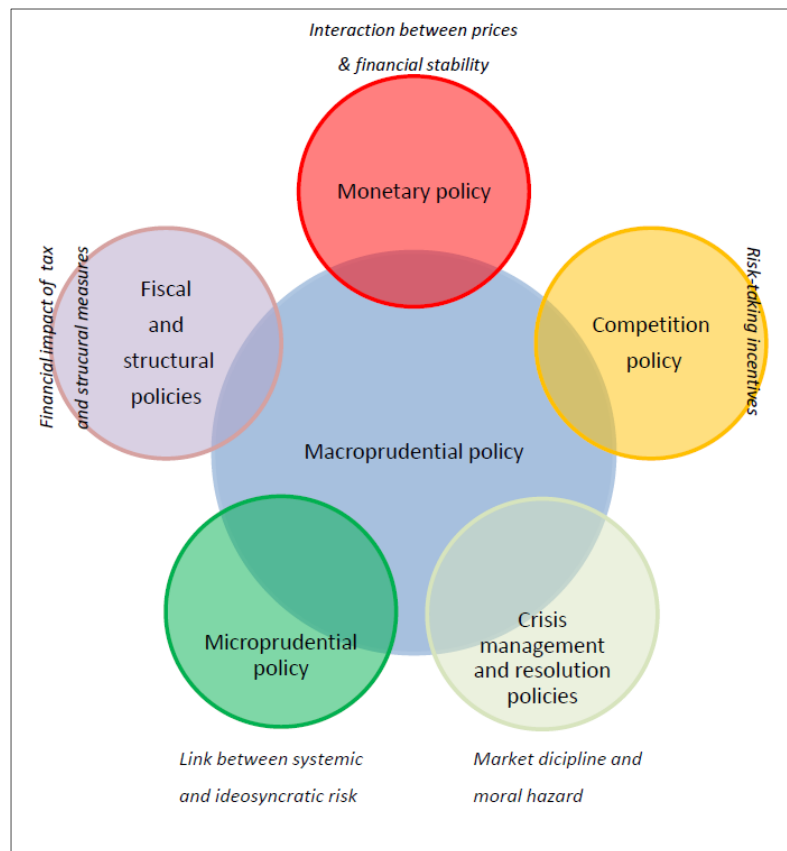 Interaction between prices
& financial stability
Monetary policy
Financial impact of tax
and strucural measures
Fiscal
and
structural
policies
Competition
policy
Risk-taking incentives
Macroprudential policy
Microprudential
policy
Crisis
management
and resolution
policies
Link between systemic
and ideosyncratic risk
Market dicipline and
moral hazard